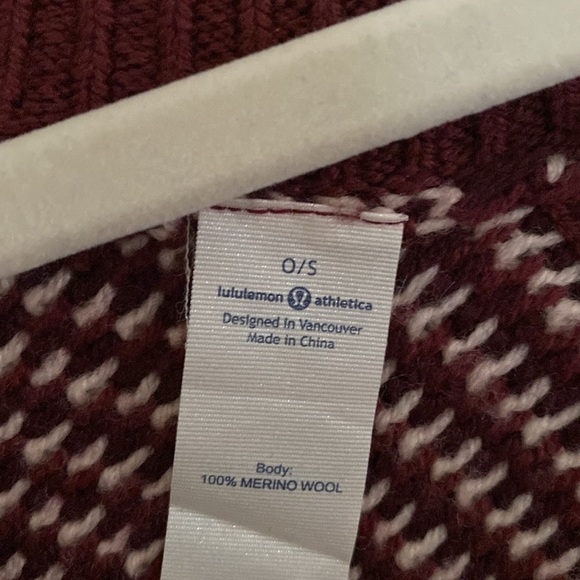 O/S
lululemon athletica
Designed in Vancouver
Made in China
Body:
100% MERINO WOOL